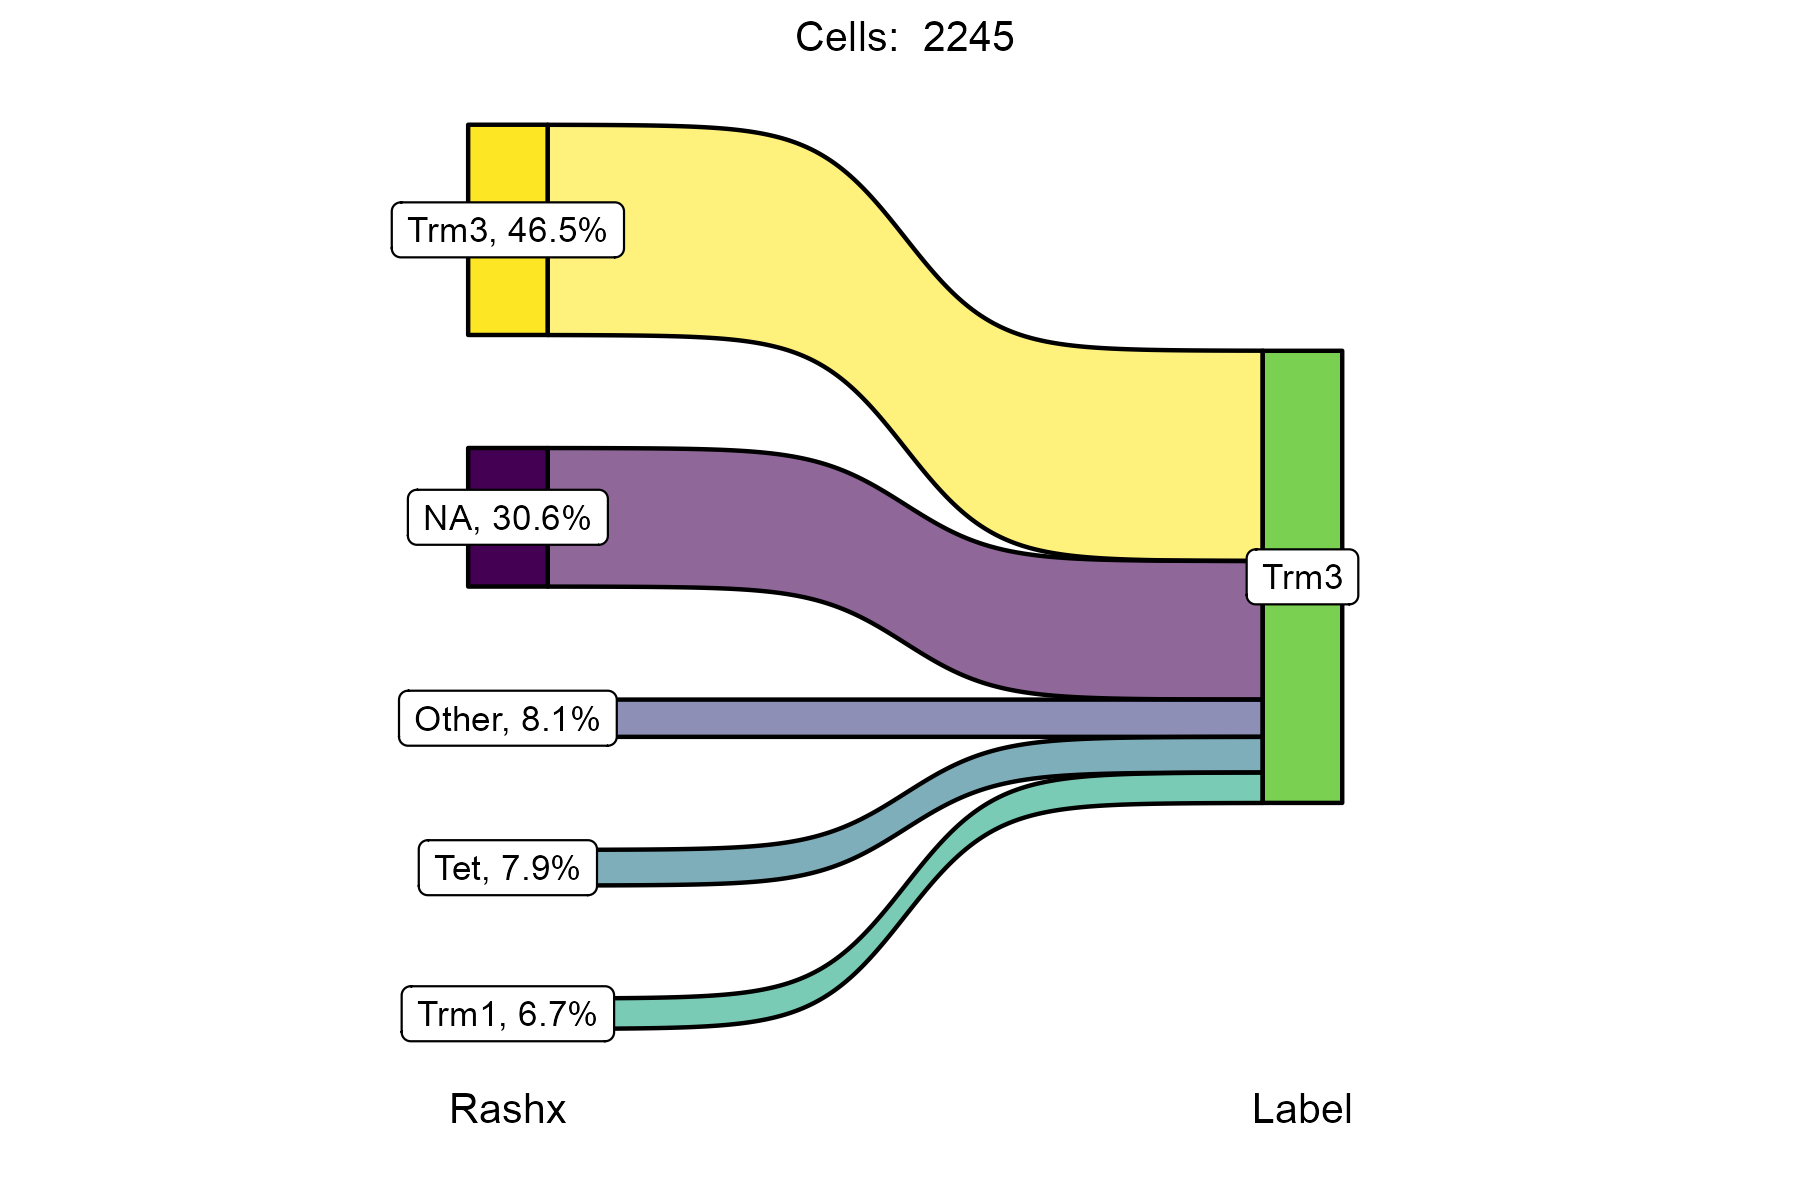 Cells:  2245
Trm3, 46.5%
NA, 30.6%
Trm3
Other, 8.1%
Tet, 7.9%
Trm1, 6.7%
Rashx
Label